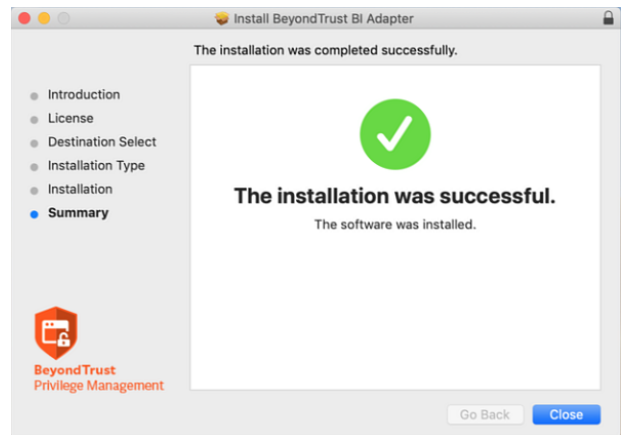 Install BeyondTrust BI Adapter
The installation was completed successfully.
Introduction
License
Destination Select
Installation Type
Installation
Summary
The installation was successful.
The software was installed.
BeyondTrust
Privilege Management
Go Back
Close